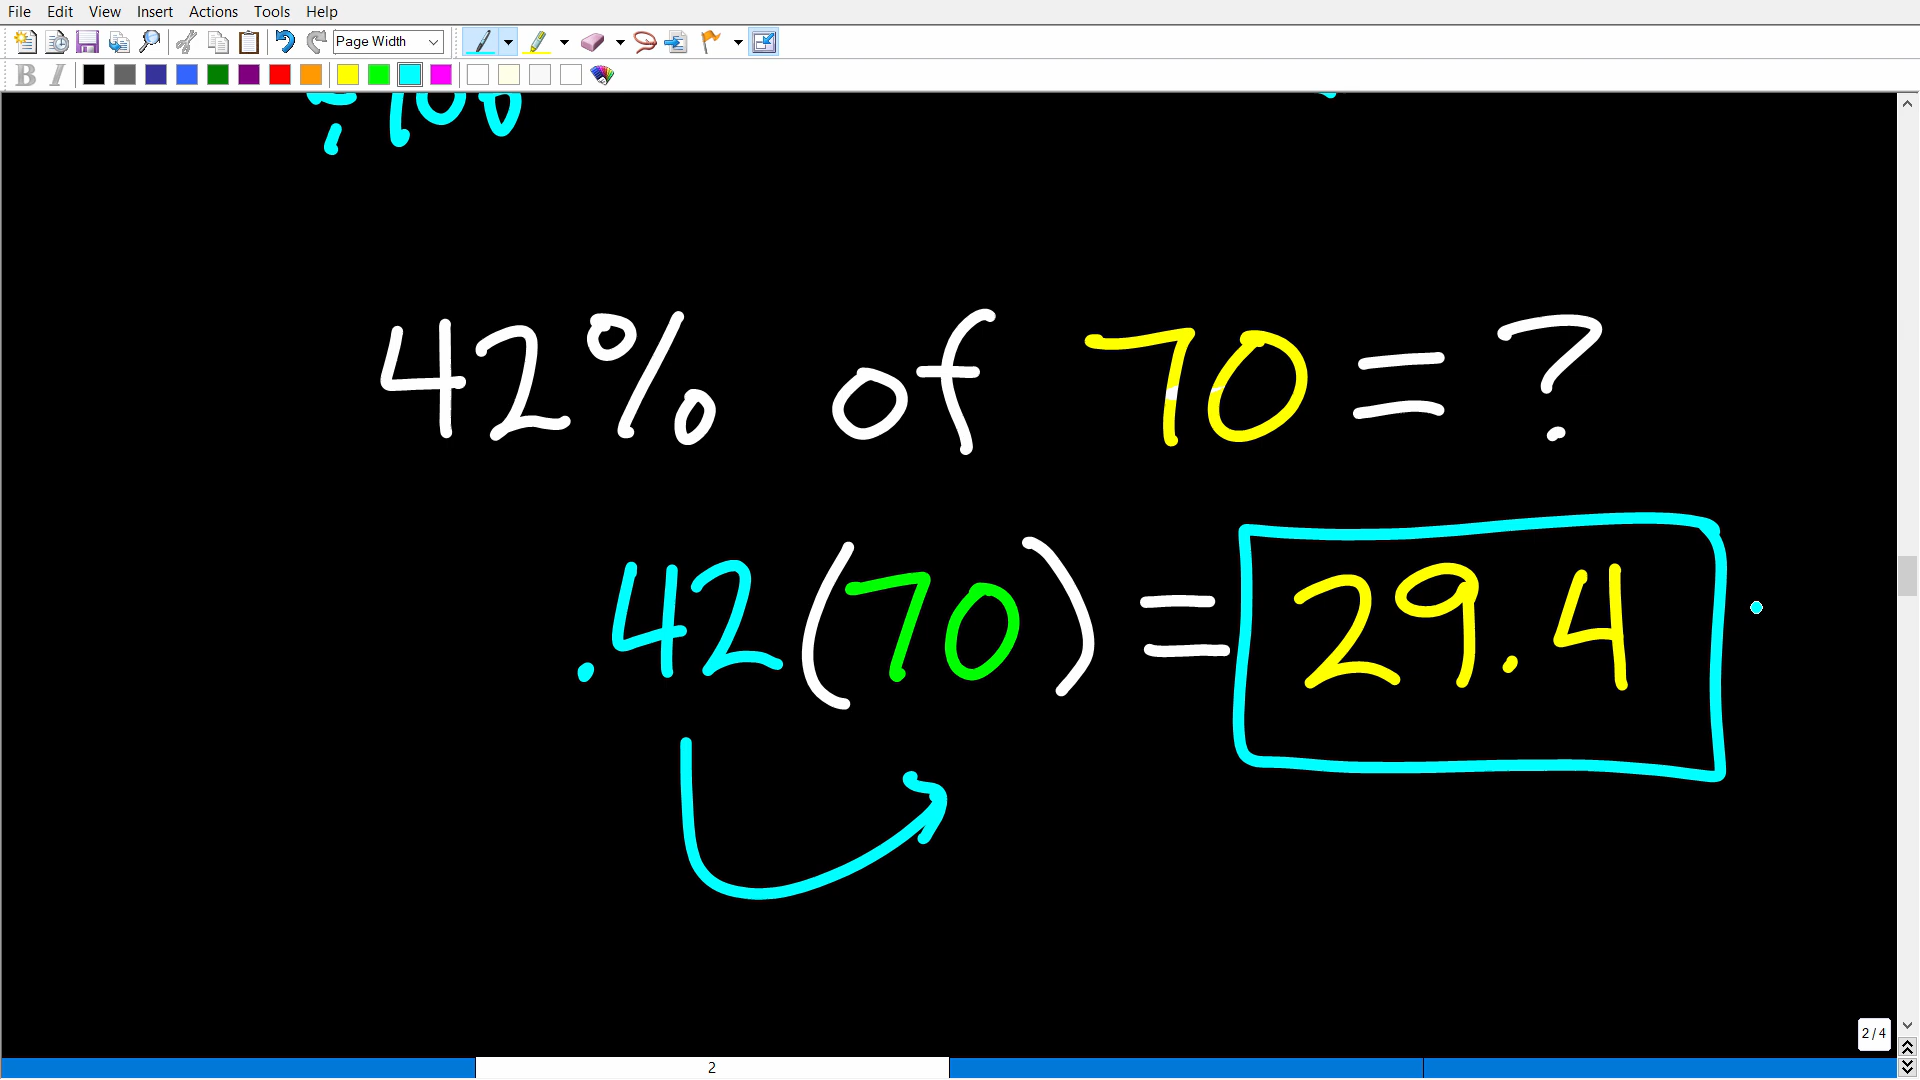 File Edit View Insert Actions Tools Help
Page Width
B I
42% of 70 = ?
.42(70) = 29.4
2 / 4
2